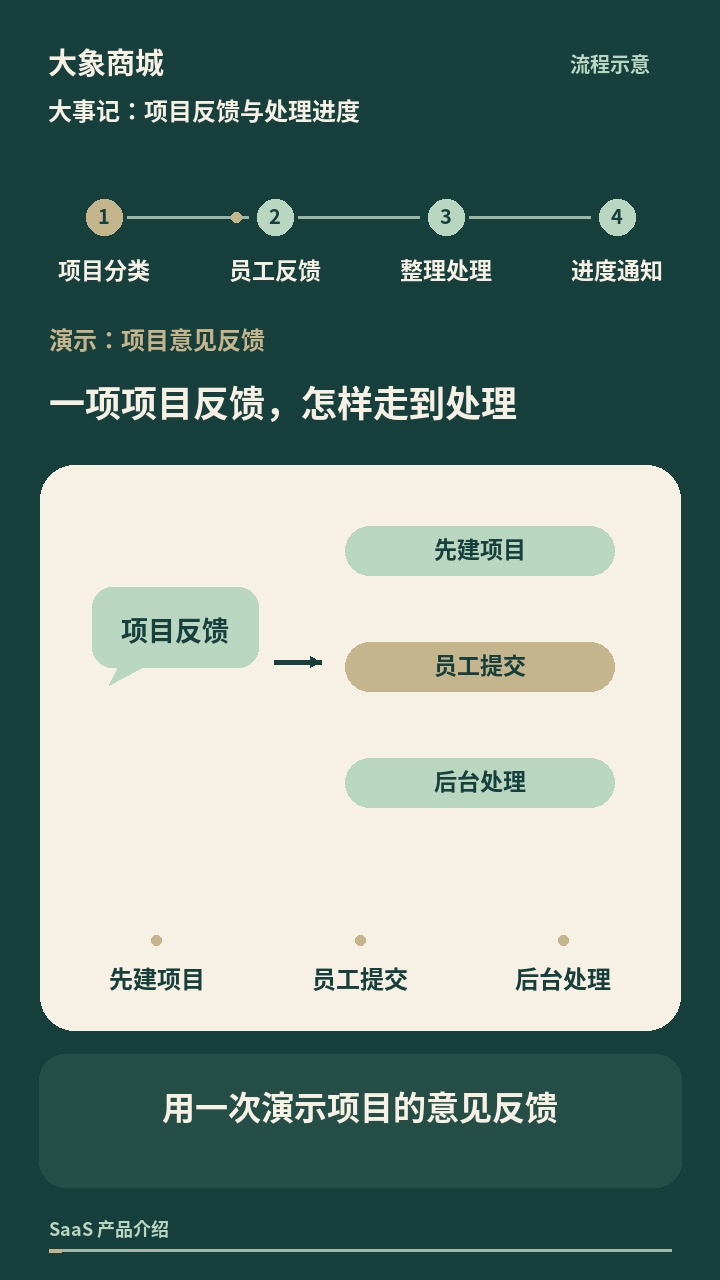 大象商城
流程示意
大事记：项目反馈与处理进度
1
2
3
4
项目分类
员工反馈
整理处理
进度通知
演示：项目意见反馈
一项项目反馈，怎样走到处理
先建项目
项目反馈
员工提交
后台处理
先建项目
员工提交
后台处理
用一次演示项目的意见反馈
SaaS 产品介绍